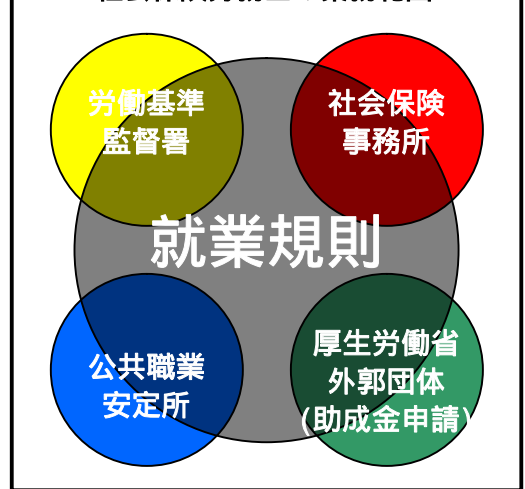 労働基準
監督署
社会保険
事務所
就業規則
公共職業
安定所
厚生労働省
外郭団体
(助成金申請)